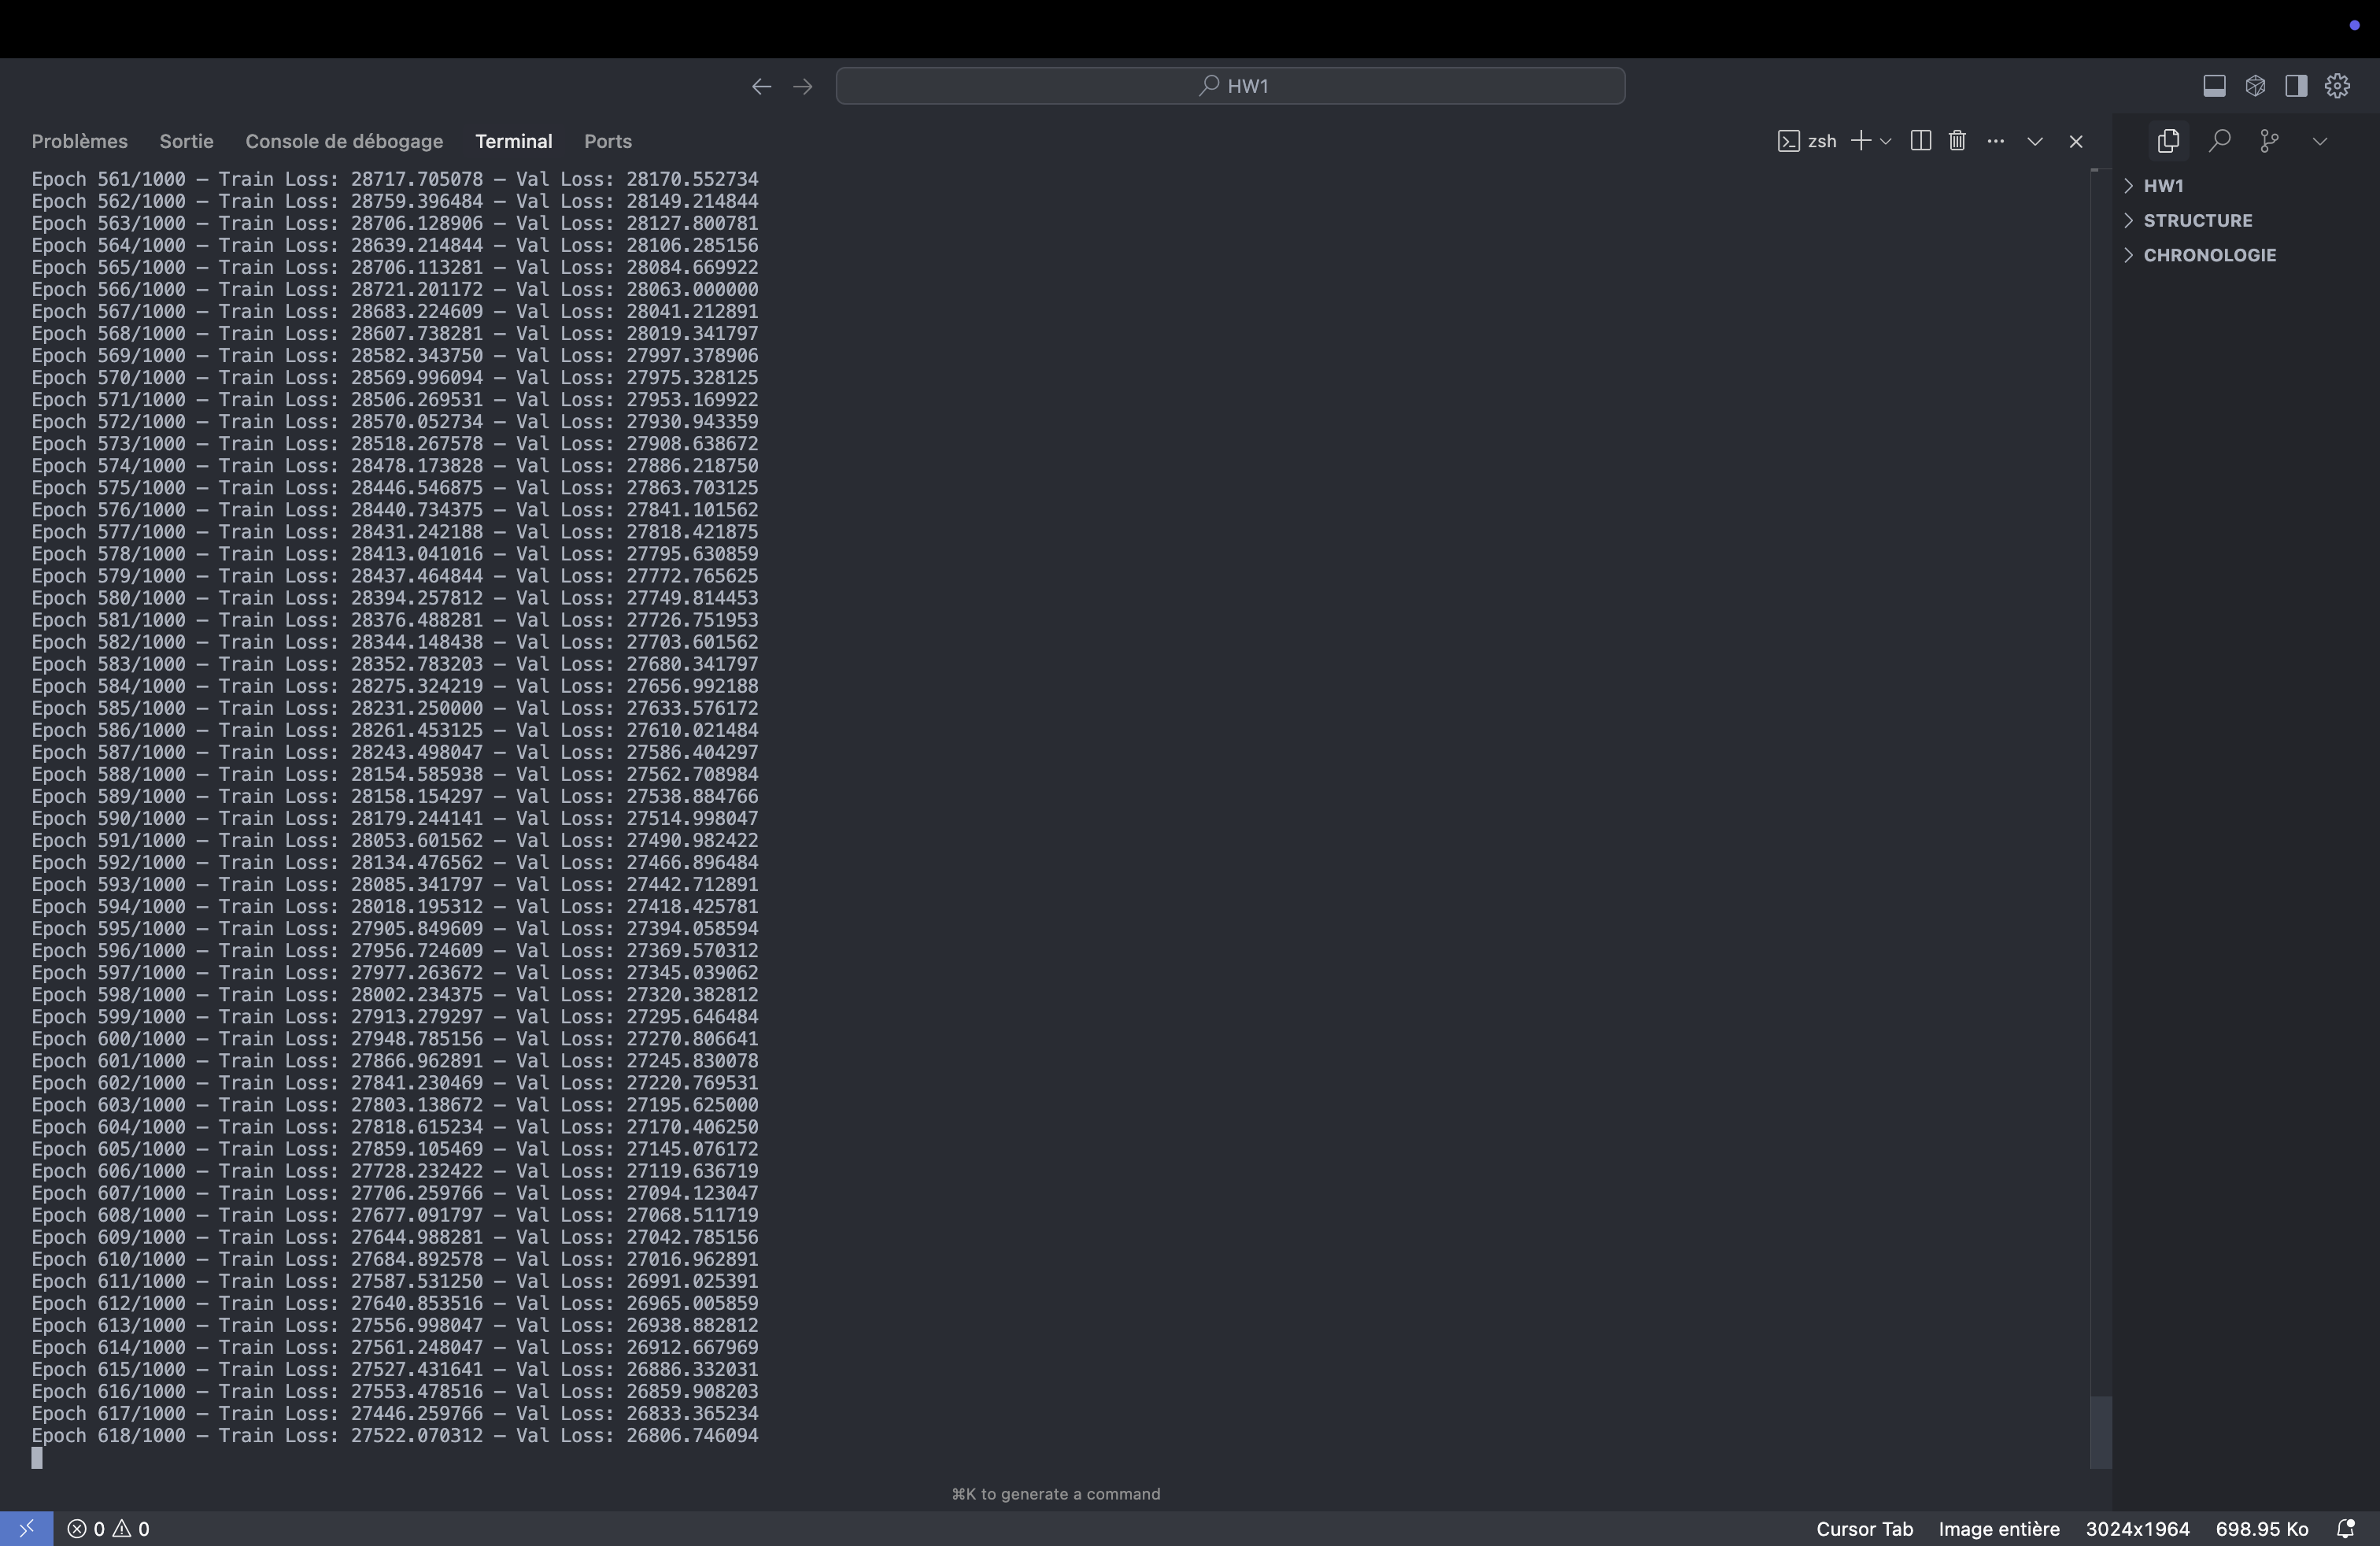 HW1
Problèmes Sortie Console de débogage Terminal Ports zsh
Epoch 561/1000 — Train Loss: 28717.705078 — Val Loss: 28170.552734
Epoch 562/1000 — Train Loss: 28759.396484 — Val Loss: 28149.214844
Epoch 563/1000 — Train Loss: 28706.128906 — Val Loss: 28127.800781
Epoch 564/1000 — Train Loss: 28639.214844 — Val Loss: 28106.285156
Epoch 565/1000 — Train Loss: 28706.113281 — Val Loss: 28084.669922
Epoch 566/1000 — Train Loss: 28721.201172 — Val Loss: 28063.000000
Epoch 567/1000 — Train Loss: 28683.224609 — Val Loss: 28041.212891
Epoch 568/1000 — Train Loss: 28607.738281 — Val Loss: 28019.341797
Epoch 569/1000 — Train Loss: 28582.343750 — Val Loss: 27997.378906
Epoch 570/1000 — Train Loss: 28569.996094 — Val Loss: 27975.328125
Epoch 571/1000 — Train Loss: 28506.269531 — Val Loss: 27953.169922
Epoch 572/1000 — Train Loss: 28570.052734 — Val Loss: 27930.943359
Epoch 573/1000 — Train Loss: 28518.267578 — Val Loss: 27908.638672
Epoch 574/1000 — Train Loss: 28478.173828 — Val Loss: 27886.218750
Epoch 575/1000 — Train Loss: 28446.546875 — Val Loss: 27863.703125
Epoch 576/1000 — Train Loss: 28440.734375 — Val Loss: 27841.101562
Epoch 577/1000 — Train Loss: 28431.242188 — Val Loss: 27818.421875
Epoch 578/1000 — Train Loss: 28413.041016 — Val Loss: 27795.630859
Epoch 579/1000 — Train Loss: 28437.464844 — Val Loss: 27772.765625
Epoch 580/1000 — Train Loss: 28394.257812 — Val Loss: 27749.814453
Epoch 581/1000 — Train Loss: 28376.488281 — Val Loss: 27726.751953
Epoch 582/1000 — Train Loss: 28344.148438 — Val Loss: 27703.601562
Epoch 583/1000 — Train Loss: 28352.783203 — Val Loss: 27680.341797
Epoch 584/1000 — Train Loss: 28275.324219 — Val Loss: 27656.992188
Epoch 585/1000 — Train Loss: 28231.250000 — Val Loss: 27633.576172
Epoch 586/1000 — Train Loss: 28261.453125 — Val Loss: 27610.021484
Epoch 587/1000 — Train Loss: 28243.498047 — Val Loss: 27586.404297
Epoch 588/1000 — Train Loss: 28154.585938 — Val Loss: 27562.708984
Epoch 589/1000 — Train Loss: 28158.154297 — Val Loss: 27538.884766
Epoch 590/1000 — Train Loss: 28179.244141 — Val Loss: 27514.998047
Epoch 591/1000 — Train Loss: 28053.601562 — Val Loss: 27490.982422
Epoch 592/1000 — Train Loss: 28134.476562 — Val Loss: 27466.896484
Epoch 593/1000 — Train Loss: 28085.341797 — Val Loss: 27442.712891
Epoch 594/1000 — Train Loss: 28018.195312 — Val Loss: 27418.425781
Epoch 595/1000 — Train Loss: 27905.849609 — Val Loss: 27394.058594
Epoch 596/1000 — Train Loss: 27956.724609 — Val Loss: 27369.570312
Epoch 597/1000 — Train Loss: 27977.263672 — Val Loss: 27345.039062
Epoch 598/1000 — Train Loss: 28002.234375 — Val Loss: 27320.382812
Epoch 599/1000 — Train Loss: 27913.279297 — Val Loss: 27295.646484
Epoch 600/1000 — Train Loss: 27948.785156 — Val Loss: 27270.806641
Epoch 601/1000 — Train Loss: 27866.962891 — Val Loss: 27245.830078
Epoch 602/1000 — Train Loss: 27841.230469 — Val Loss: 27220.769531
Epoch 603/1000 — Train Loss: 27803.138672 — Val Loss: 27195.625000
Epoch 604/1000 — Train Loss: 27818.615234 — Val Loss: 27170.406250
Epoch 605/1000 — Train Loss: 27859.105469 — Val Loss: 27145.076172
Epoch 606/1000 — Train Loss: 27728.232422 — Val Loss: 27119.636719
Epoch 607/1000 — Train Loss: 27706.259766 — Val Loss: 27094.123047
Epoch 608/1000 — Train Loss: 27677.091797 — Val Loss: 27068.511719
Epoch 609/1000 — Train Loss: 27644.988281 — Val Loss: 27042.785156
Epoch 610/1000 — Train Loss: 27684.892578 — Val Loss: 27016.962891
Epoch 611/1000 — Train Loss: 27587.531250 — Val Loss: 26991.025391
Epoch 612/1000 — Train Loss: 27640.853516 — Val Loss: 26965.005859
Epoch 613/1000 — Train Loss: 27556.998047 — Val Loss: 26938.882812
Epoch 614/1000 — Train Loss: 27561.248047 — Val Loss: 26912.667969
Epoch 615/1000 — Train Loss: 27527.431641 — Val Loss: 26886.332031
Epoch 616/1000 — Train Loss: 27553.478516 — Val Loss: 26859.908203
Epoch 617/1000 — Train Loss: 27446.259766 — Val Loss: 26833.365234
Epoch 618/1000 — Train Loss: 27522.070312 — Val Loss: 26806.746094
⌘K to generate a command
HW1
STRUCTURE
CHRONOLOGIE
0 0 Cursor Tab Image entière 3024x1964 698.95 Ko